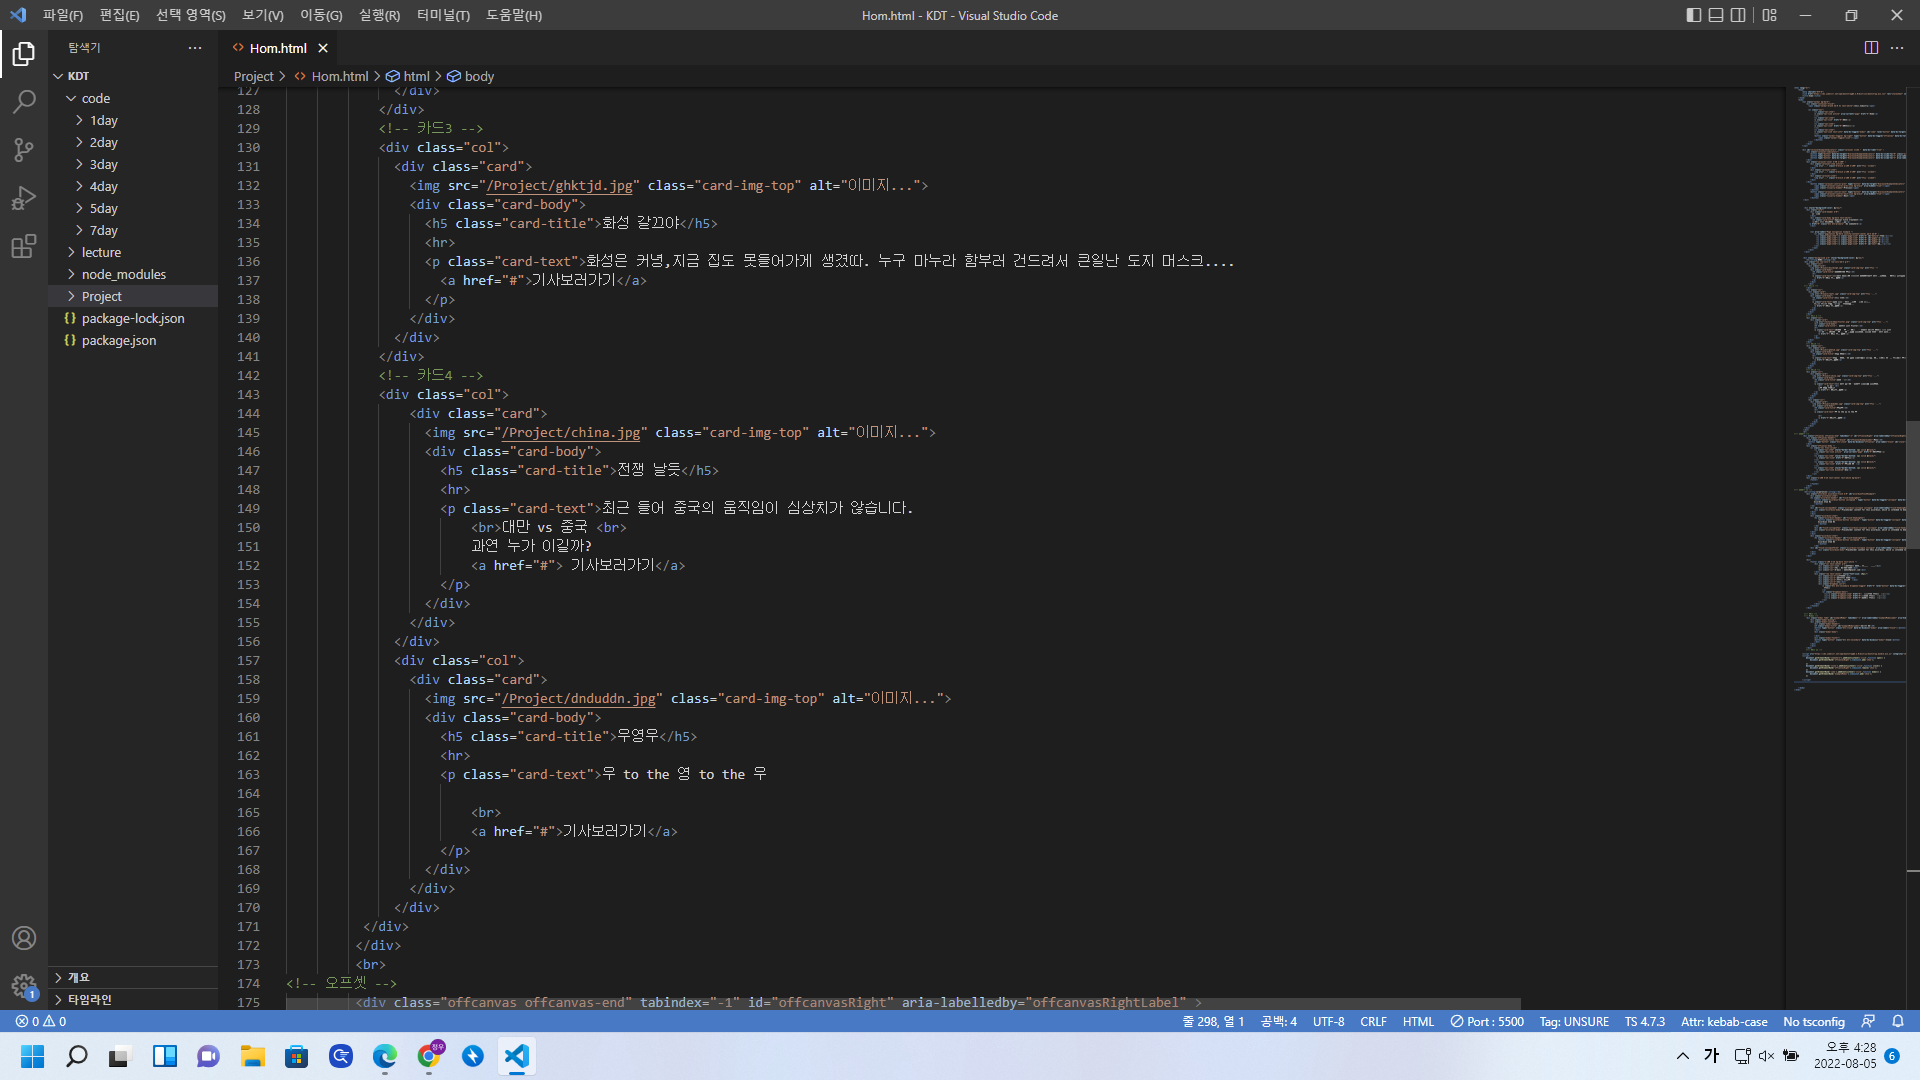 파일(F) 편집(E) 선택 영역(S) 보기(V) 이동(G) 실행(R) 터미널(T) 도움말(H)
Hom.html - KDT - Visual Studio Code
탐색기
Hom.html
KDT
Project > Hom.html > html > body
code
1day
2day
3day
4day
5day
7day
lecture
node_modules
Project
package-lock.json
package.json
개요
타임라인
127 </div>
128 </div>
129 <!-- 카드3 -->
130 <div class="col">
131 <div class="card">
132 <img src="/Project/ghktjd.jpg" class="card-img-top" alt="이미지...">
133 <div class="card-body">
134 <h5 class="card-title">화성 갈끄야</h5>
135 <hr>
136 <p class="card-text">화성은 커녕,지금 집도 못들어가게 생겼따. 누구 마누라 함부러 건드려서 큰일난 도지 머스크....
137 <a href="#">기사보러가기</a>
138 </p>
139 </div>
140 </div>
141 </div>
142 <!-- 카드4 -->
143 <div class="col">
144 <div class="card">
145 <img src="/Project/china.jpg" class="card-img-top" alt="이미지...">
146 <div class="card-body">
147 <h5 class="card-title">전쟁 날듯</h5>
148 <hr>
149 <p class="card-text">최근 들어 중국의 움직임이 심상치가 않습니다.
150 <br>대만 vs 중국 <br>
151 과연 누가 이길까?
152 <a href="#"> 기사보러가기</a>
153 </p>
154 </div>
155 </div>
156 </div>
157 <div class="col">
158 <div class="card">
159 <img src="/Project/dnduddn.jpg" class="card-img-top" alt="이미지...">
160 <div class="card-body">
161 <h5 class="card-title">우영우</h5>
162 <hr>
163 <p class="card-text">우 to the 영 to the 우
164
165 <br>
166 <a href="#">기사보러가기</a>
167 </p>
168 </div>
169 </div>
170 </div>
171 </div>
172 </div>
173 <br>
174 <!-- 오프셋 -->
175 <div class="offcanvas offcanvas-end" tabindex="-1" id="offcanvasRight" aria-labelledby="offcanvasRightLabel" >
1
0 0
줄 298, 열 1 공백: 4 UTF-8 CRLF HTML Port : 5500 Tag: UNSURE TS 4.7.3 Attr: kebab-case No tsconfig
가
오후 4:28
2022-08-05
6